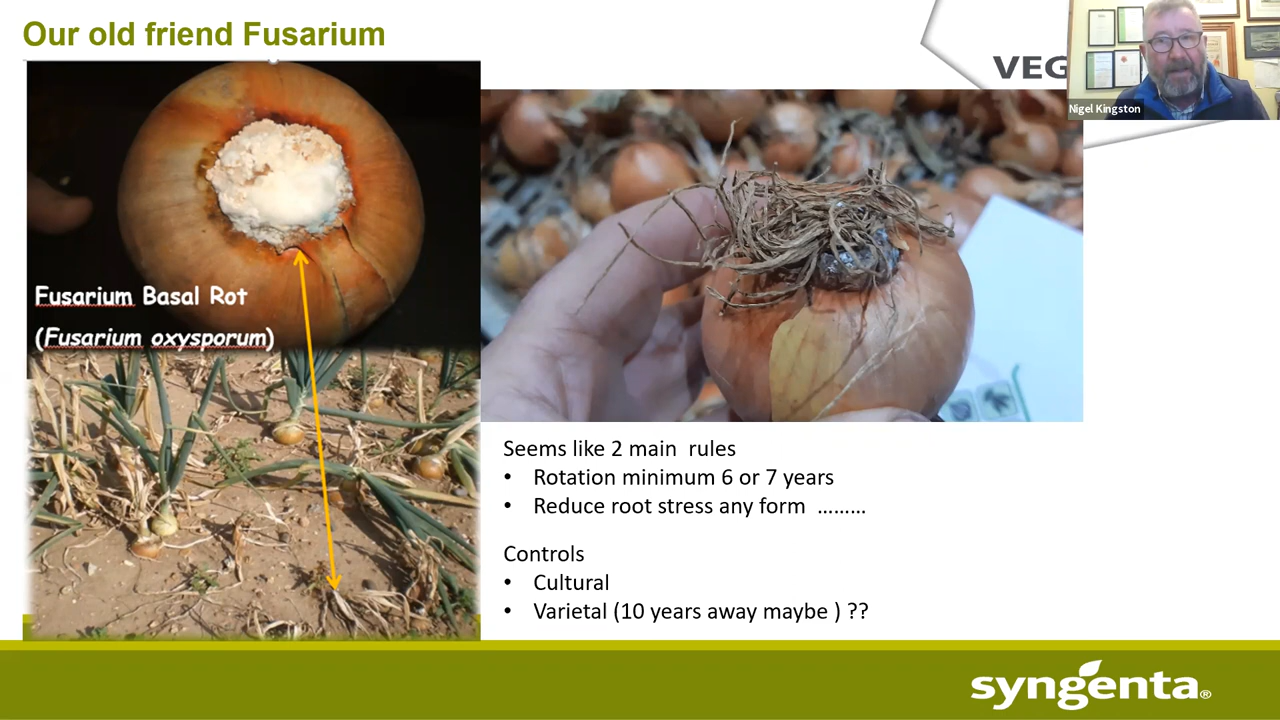 Our old friend Fusarium
VEG
Nigel Kingston
Fusarium Basal Rot
(Fusarium oxysporum)
Seems like 2 main rules
• Rotation minimum 6 or 7 years
• Reduce root stress any form .........
Controls
• Cultural
• Varietal (10 years away maybe ) ??
syngenta®